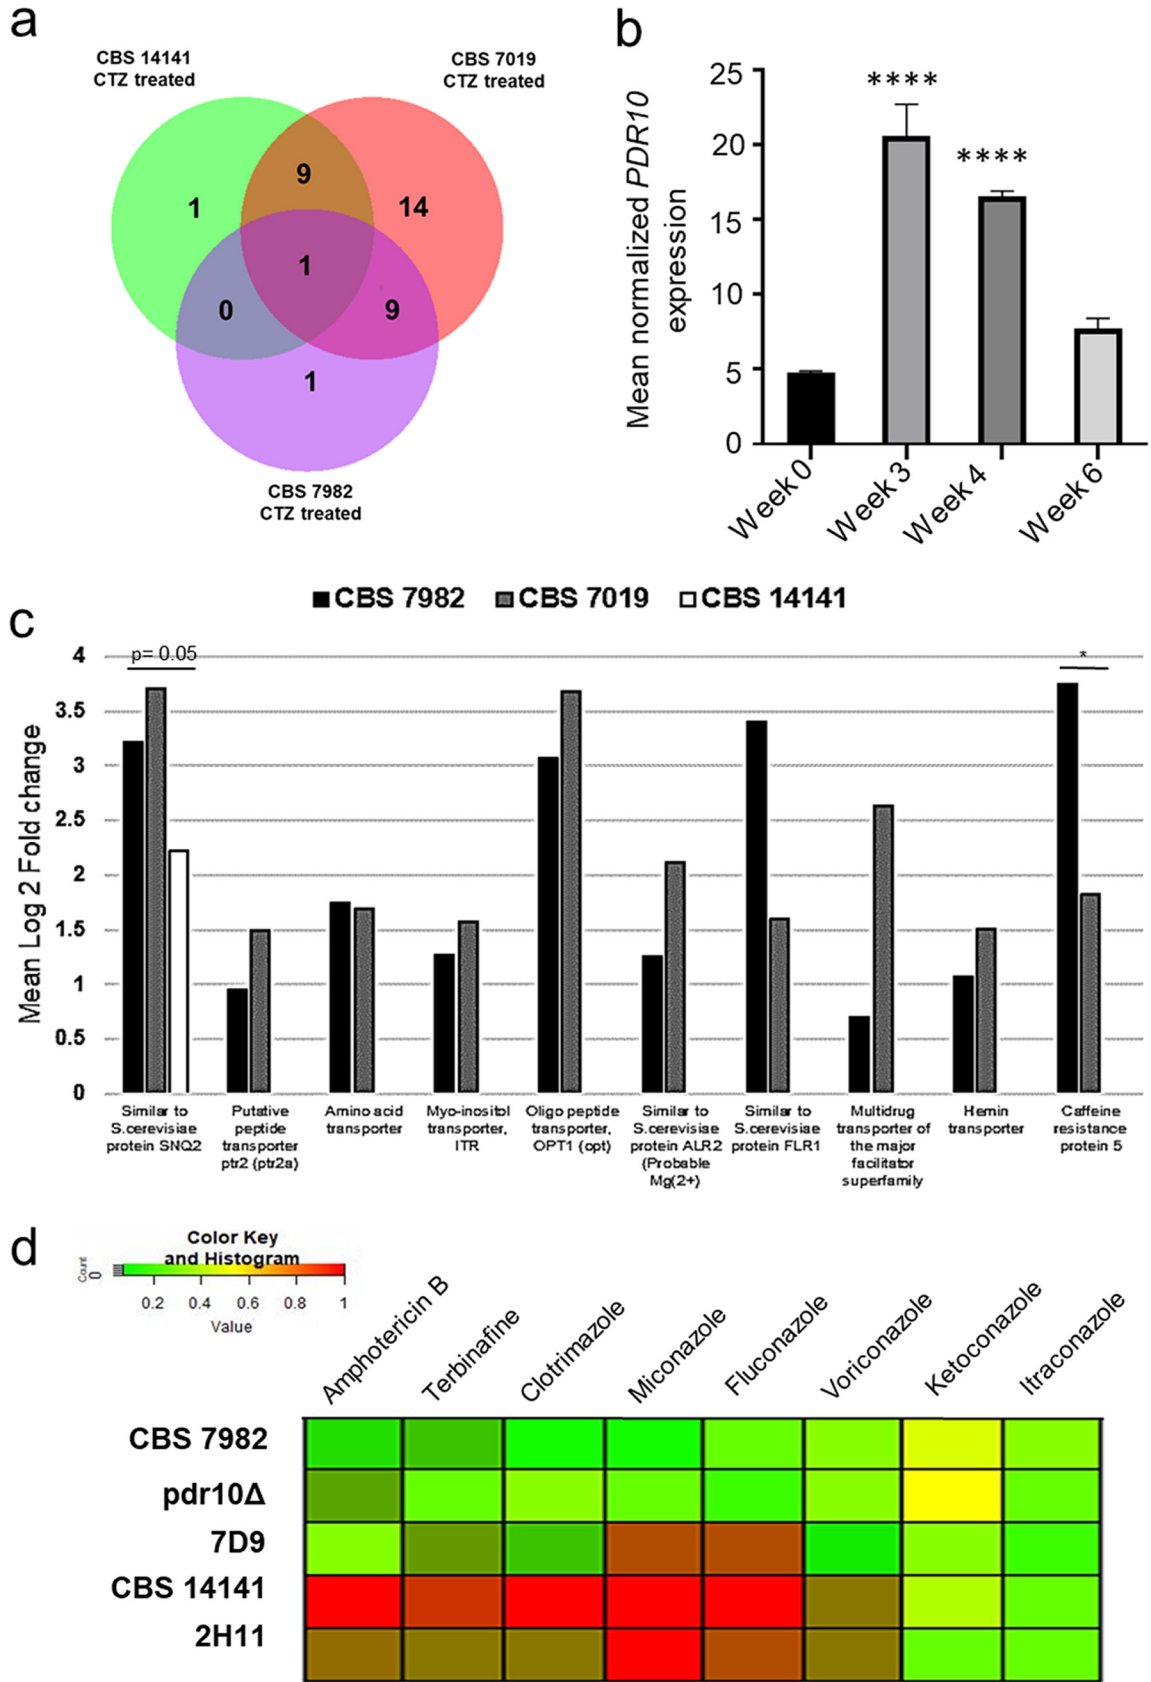 a
CBS 14141
CTZ treated
CBS 7019
CTZ treated
1
9
14
1
0
9
1
CBS 7982
CTZ treated
b
Mean normalized PDR10
expression
25
20
15
10
5
0
****
****
Week 0
Week 3
Week 4
Week 6
c
CBS 7982
CBS 7019
CBS 14141
Mean Log 2 Fold change
4
3.5
3
2.5
2
1.5
1
0.5
0
p= 0.05
*
Similar to
S.cerevisiae
protein SNQ2
Putative
peptide
transporter
ptr2 (ptr2a)
Amino acid
transporter
Myo-inositol
transporter,
ITR
Oligo peptide
transporter,
OPT1 (opt)
Similar to
S.cerevisiae
protein ALR2
(Probable
Mg(2+)
Similar to
S.cerevisiae
protein FLR1
Multidrug
transporter of
the major
facilitator
superfamily
Hemin
transporter
Caffeine
resistance
protein 5
d
Color Key
and Histogram
Count
0
0.2 0.4 0.6 0.8 1
Value
Amphotericin B
Terbinafine
Clotrimazole
Miconazole
Fluconazole
Voriconazole
Ketoconazole
Itraconazole
CBS 7982
pdr10Δ
7D9
CBS 14141
2H11